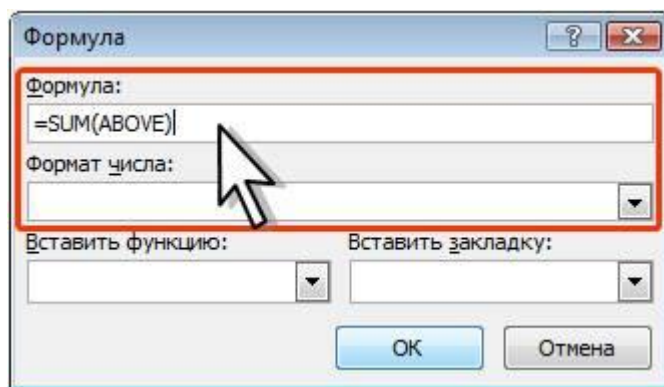 Формула
Формула:
=SUM(ABOVE)
Формат числа:
Вставить функцию: Вставить закладку:
ОК Отмена